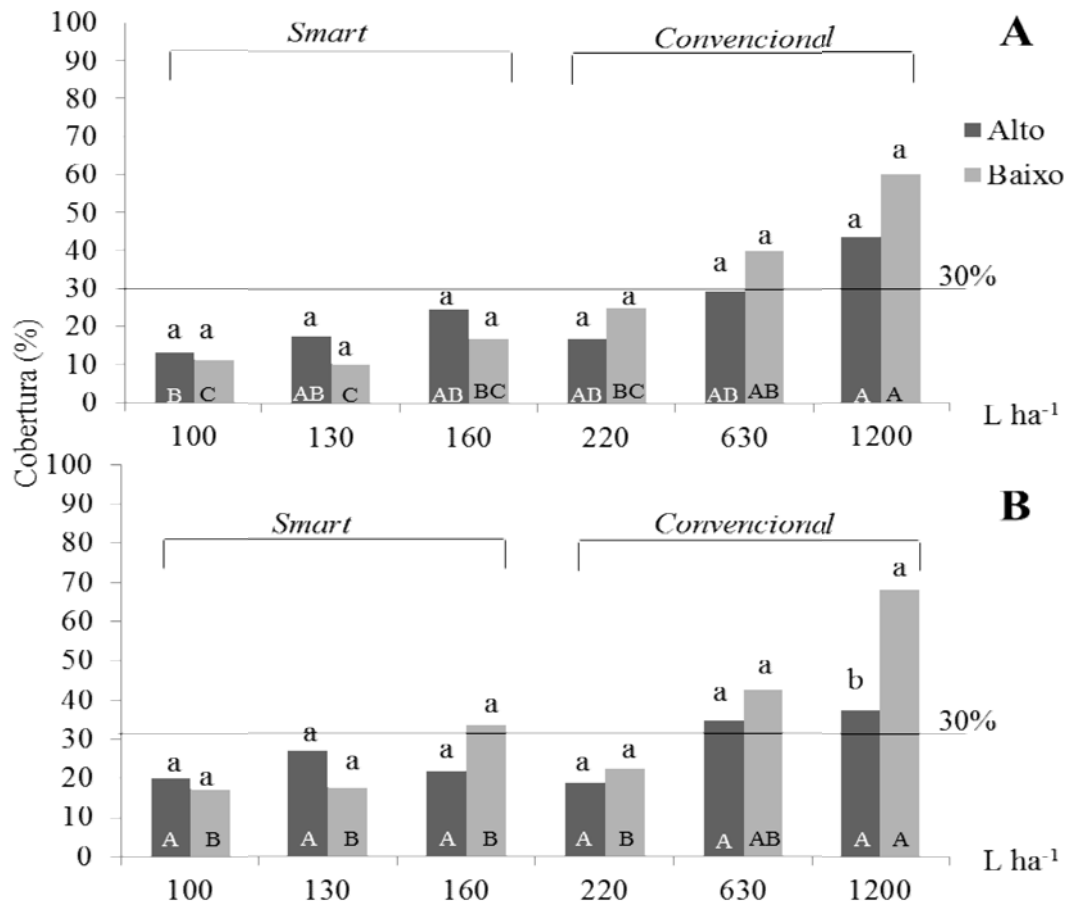 100
A
90
Smart
Convencional
80
70
Alto
60
a
Baixo
50
a
40
a
a
30
a
a
30%
20
a
a
a
a
a
a
10
0
B
C
AB
C
AB
BC
AB
BC
AB
AB
A
A
100
130
160
220
630
1200
L ha-1
Cobertura (%)
100
B
90
Smart
Convencional
80
70
a
60
50
a
40
a
b
a
30
a
30%
20
a
a
a
a
a
a
10
0
A
B
A
B
A
B
A
B
A
AB
A
A
100
130
160
220
630
1200
L ha-1